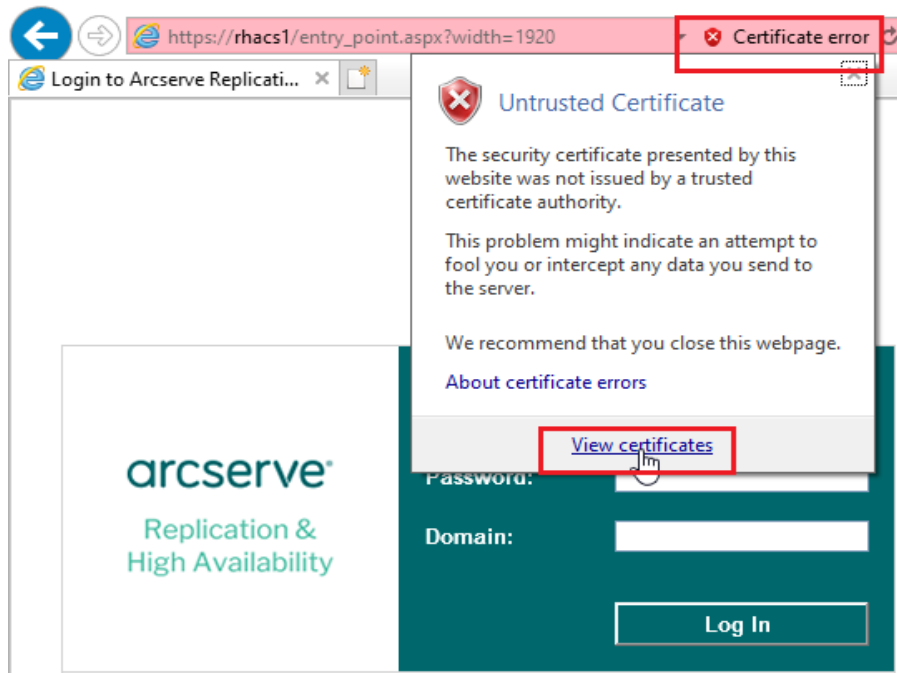 https://rhacs1/entry_point.aspx?width=1920
Certificate error
Login to Arcserve Replicati...
Untrusted Certificate
The security certificate presented by this
website was not issued by a trusted
certificate authority.
This problem might indicate an attempt to
fool you or intercept any data you send to
the server.
We recommend that you close this webpage.
About certificate errors
View certificates
arcserve®
Replication &
High Availability
Password:
Domain:
Log In